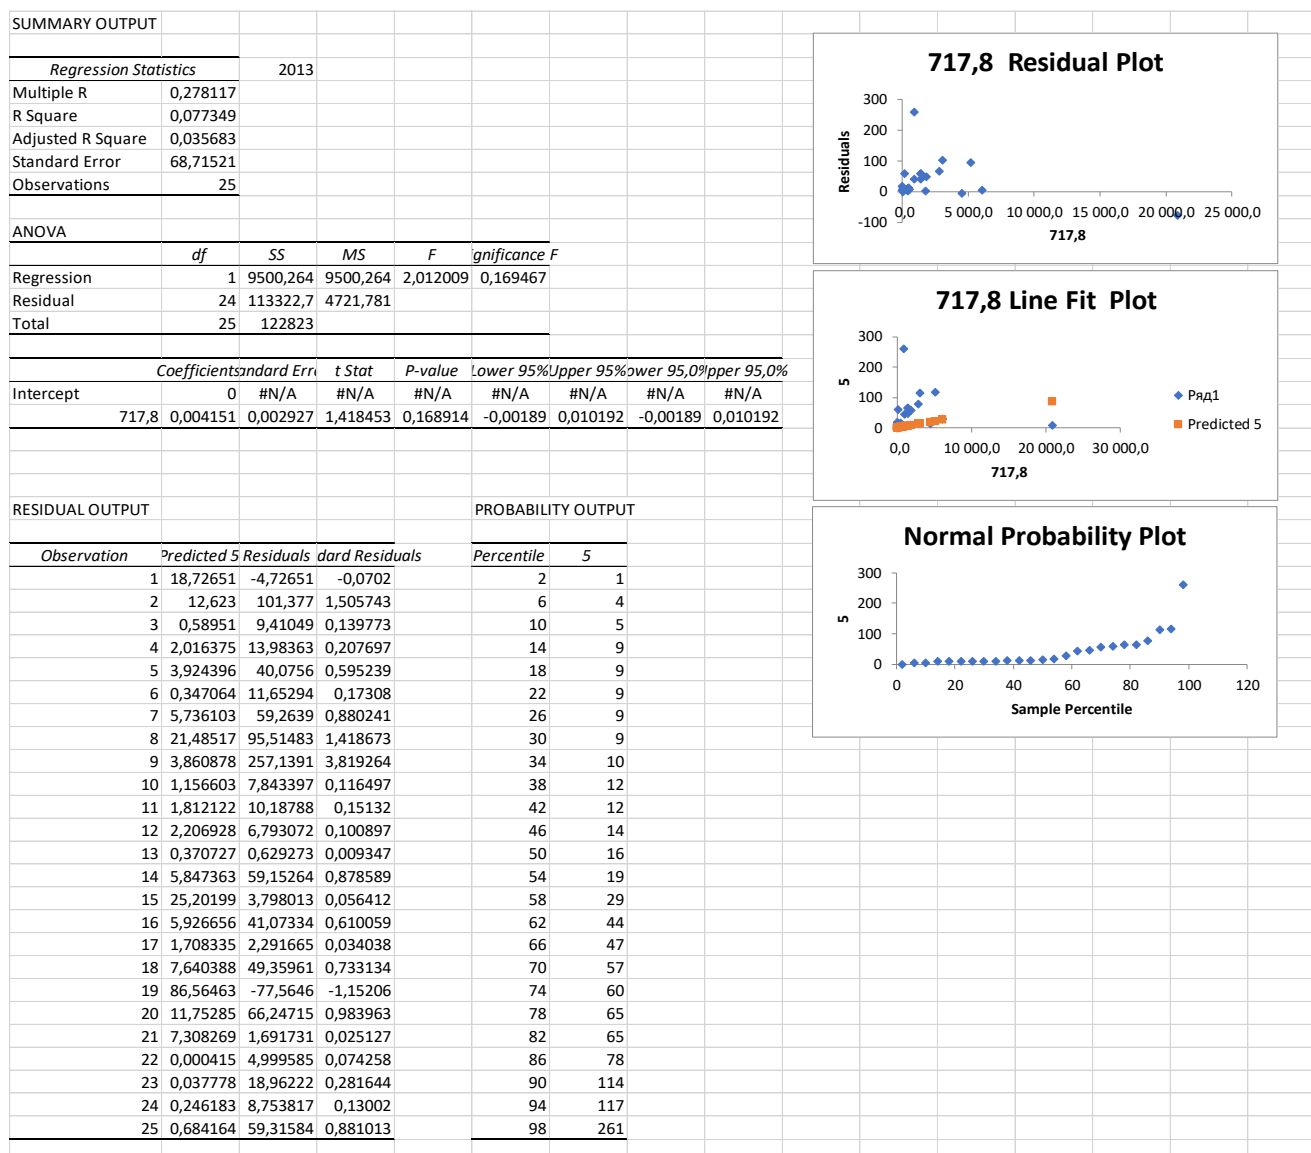 SUMMARY OUTPUT
Regression Statistics 2013
Multiple R 0,278117
R Square 0,077349
Adjusted R Square 0,035683
Standard Error 68,71521
Observations 25
ANOVA
df SS MS F gnificance F
Regression 1 9500,264 9500,264 2,012009 0,169467
Residual 24 113322,7 4721,781
Total 25 122823
Coefficients andard Erro t Stat P-value Lower 95% Upper 95% ower 95,0% Upper 95,0%
Intercept 0 #N/A #N/A #N/A #N/A #N/A #N/A #N/A
717,8 0,004151 0,002927 1,418453 0,168914 -0,00189 0,010192 -0,00189 0,010192
RESIDUAL OUTPUT PROBABILITY OUTPUT
Observation Predicted 5 Residuals dard Residuals Percentile 5
1 18,72651 -4,72651 -0,0702 2 1
2 12,623 101,377 1,505743 6 4
3 0,58951 9,41049 0,139773 10 5
4 2,016375 13,98363 0,207697 14 9
5 3,924396 40,0756 0,595239 18 9
6 0,347064 11,65294 0,17308 22 9
7 5,736103 59,2639 0,880241 26 9
8 21,48517 95,51483 1,418673 30 9
9 3,860878 257,1391 3,819264 34 10
10 1,156603 7,843397 0,116497 38 12
11 1,812122 10,18788 0,15132 42 12
12 2,206928 6,793072 0,100897 46 14
13 0,370727 0,629273 0,009347 50 16
14 5,847363 59,15264 0,878589 54 19
15 25,20199 3,798013 0,056412 58 29
16 5,926656 41,07334 0,610059 62 44
17 1,708335 2,291665 0,034038 66 47
18 7,640388 49,35961 0,733134 70 57
19 86,56463 -77,5646 -1,15206 74 60
20 11,75285 66,24715 0,983963 78 65
21 7,308269 1,691731 0,025127 82 65
22 0,000415 4,999585 0,074258 86 78
23 0,037778 18,96222 0,281644 90 114
24 0,246183 8,753817 0,13002 94 117
25 0,684164 59,31584 0,881013 98 261
717,8 Residual Plot
Residuals
300
200
100
0
-100
0,0 5 000,0 10 000,0 15 000,0 20 000,0 25 000,0
717,8
717,8 Line Fit Plot
5
300
200
100
0
0,0 10 000,0 20 000,0 30 000,0
717,8
Ряд1
Predicted 5
Normal Probability Plot
5
300
200
100
0
0 20 40 60 80 100 120
Sample Percentile